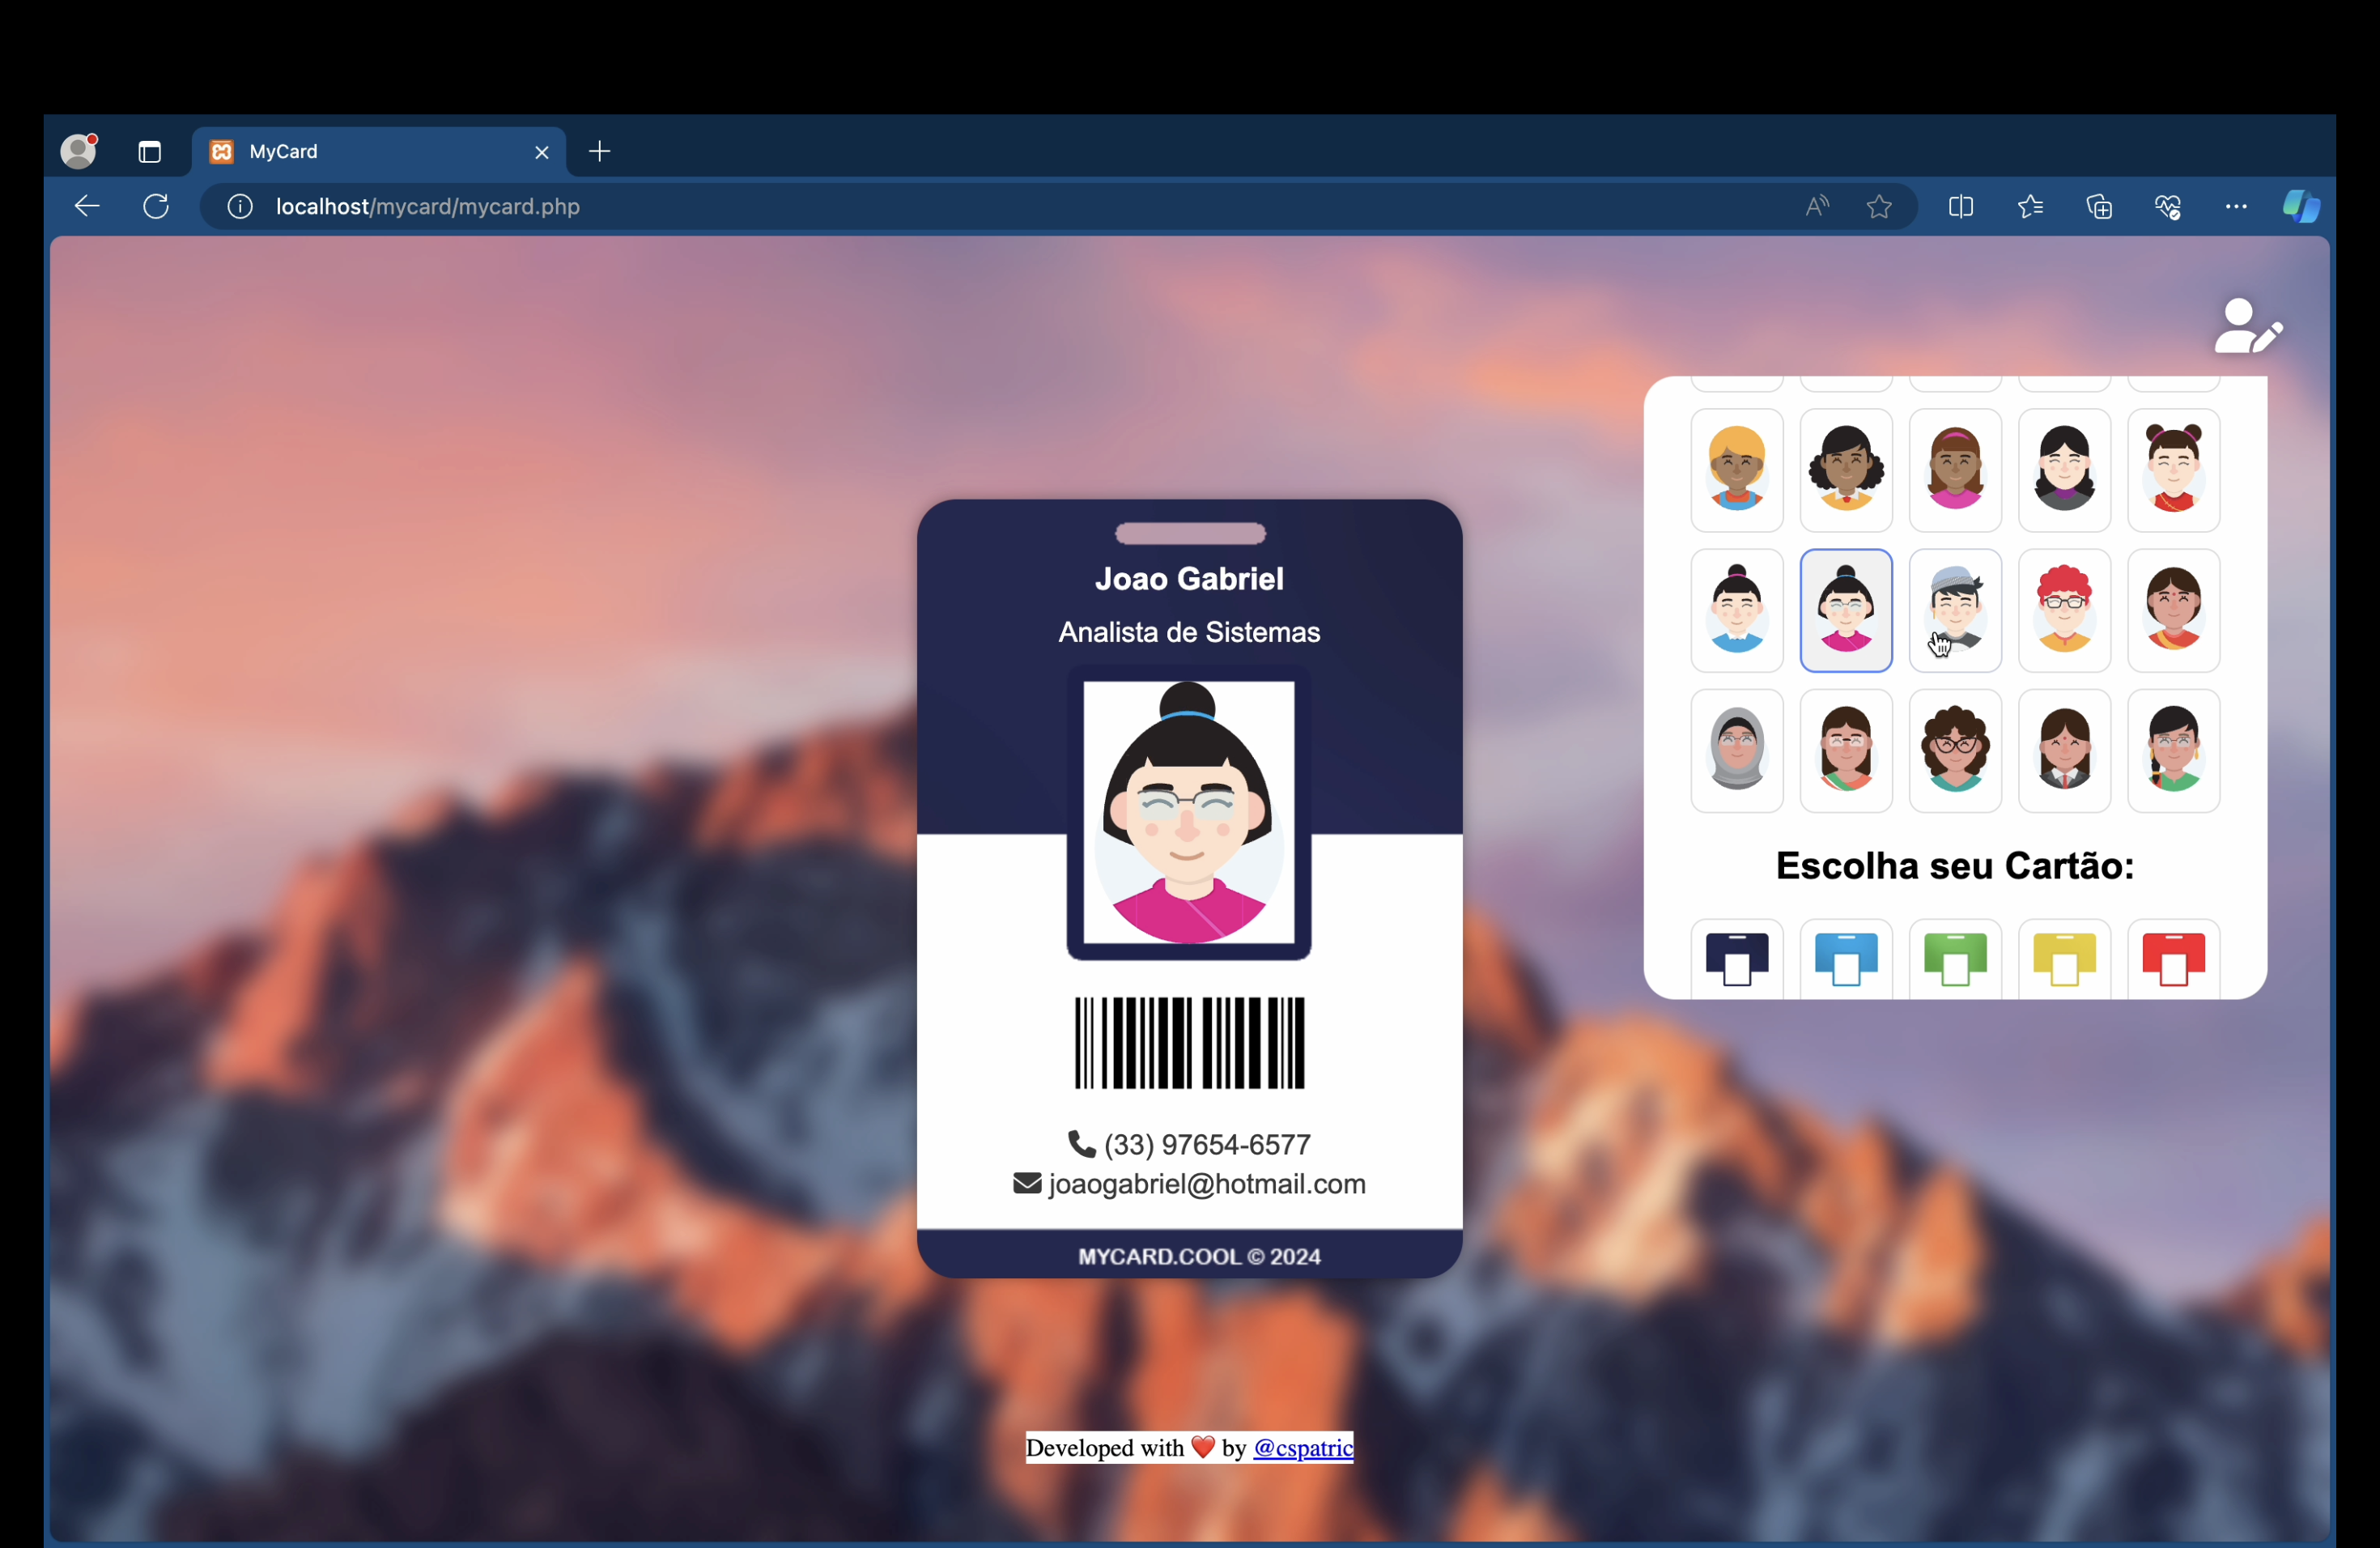 MyCard
localhost/mycard/mycard.php
Joao Gabriel
Analista de Sistemas
(33) 97654-6577
joaogabriel@hotmail.com
MYCARD.COOL © 2024
Escolha seu Cartão:
Developed with ❤️ by @cspatric